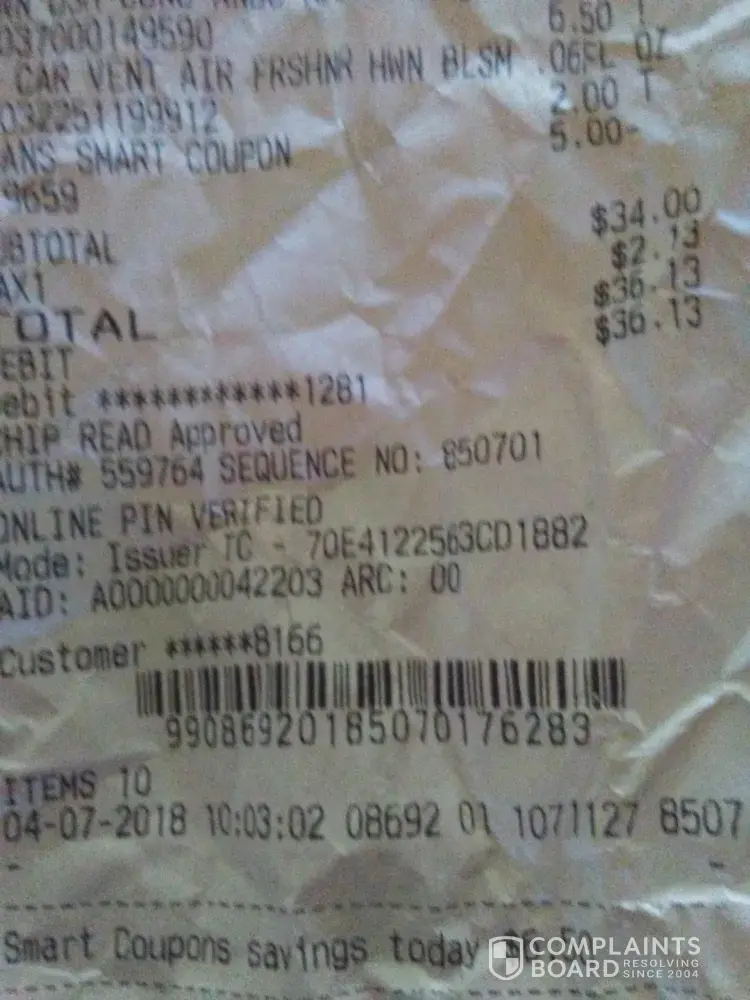 6.50 T
037000149590
CAR VENT AIR FRSHNR HWN BLSM .06FL OZ
032251199912 2.00 T
ANS SMART COUPON 5.00-
9659
BTOTAL $34.00
AX1 $2.13
OTAL $36.13
EBIT $36.13
ebit ************1281
CHIP READ Approved
AUTH# 559764 SEQUENCE NO: 850701
ONLINE PIN VERIFIED
Mode: Issuer TC - 70E4122563CD1882
AID: A0000000042203 ARC: 00
Customer ******8166
99086920185070176283
ITEMS 10
04-07-2018 10:03:02 08692 01 1071127 8507
-   -
Smart Coupons savings today
COMPLAINTS
BOARD RESOLVING
SINCE 2004